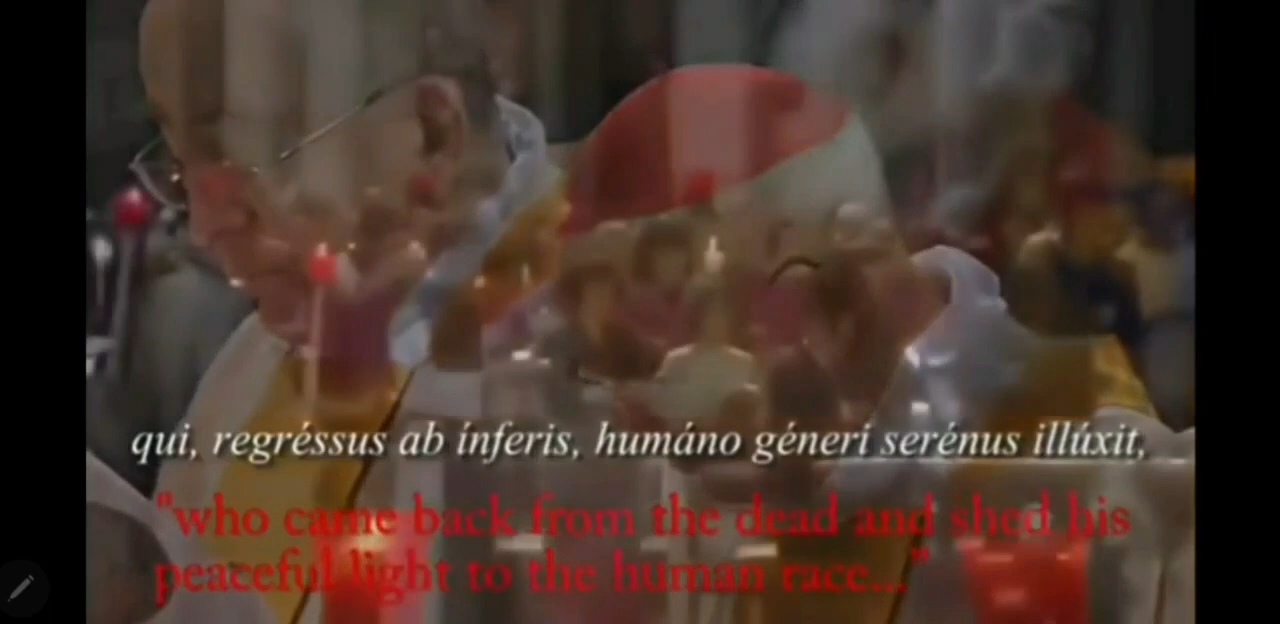 qui, regréssus ab ínferis, humáno géneri serénus illúxit,
"who came back from the dead and shed his
peaceful light to the human race..."